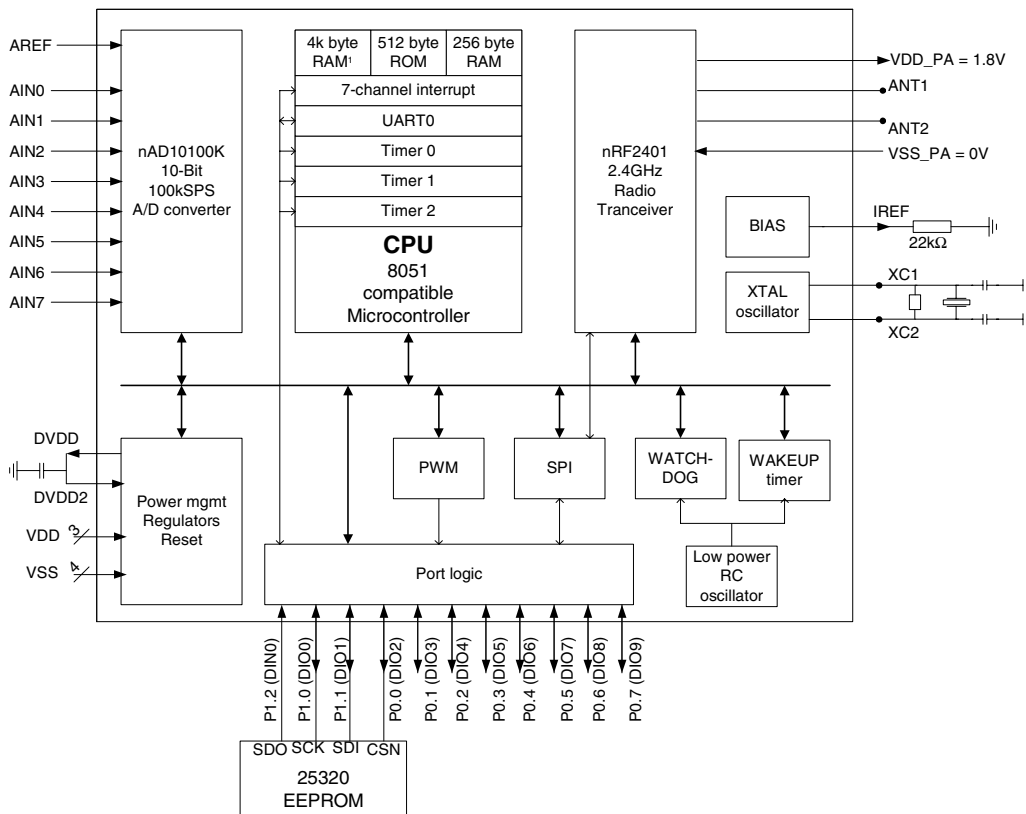 AREF
AIN0
AIN1
AIN2
AIN3
AIN4
AIN5
AIN6
AIN7
nAD10100K
10-Bit
100kSPS
A/D converter
4k byte
RAM¹
512 byte
ROM
256 byte
RAM
7-channel interrupt
UART0
Timer 0
Timer 1
Timer 2
CPU
8051
compatible
Microcontroller
nRF2401
2.4GHz
Radio
Tranceiver
VDD_PA = 1.8V
ANT1
ANT2
VSS_PA = 0V
BIAS
IREF
22kΩ
XTAL
oscillator
XC1
XC2
DVDD
DVDD2
VDD
3
VSS
4
Power mgmt
Regulators
Reset
PWM
SPI
WATCH-
DOG
WAKEUP
timer
Low power
RC
oscillator
Port logic
P1.2 (DIN0)
P1.0 (DIO0)
P1.1 (DIO1)
P0.0 (DIO2)
P0.1 (DIO3)
P0.2 (DIO4)
P0.3 (DIO5)
P0.4 (DIO6)
P0.5 (DIO7)
P0.6 (DIO8)
P0.7 (DIO9)
SDO
SCK
SDI
CSN
25320
EEPROM